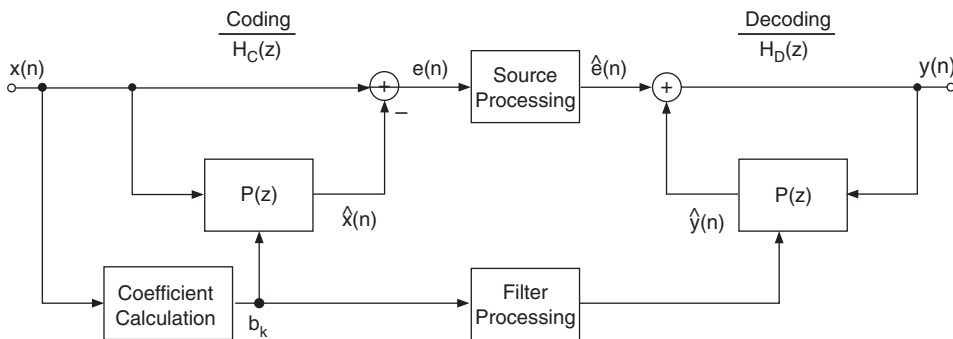 Coding
H_C(z)
Decoding
H_D(z)
x(n)
e(n)
Source
Processing
ê(n)
y(n)
+
−
+
P(z)
x̂(n)
P(z)
ŷ(n)
Coefficient
Calculation
b_k
Filter
Processing